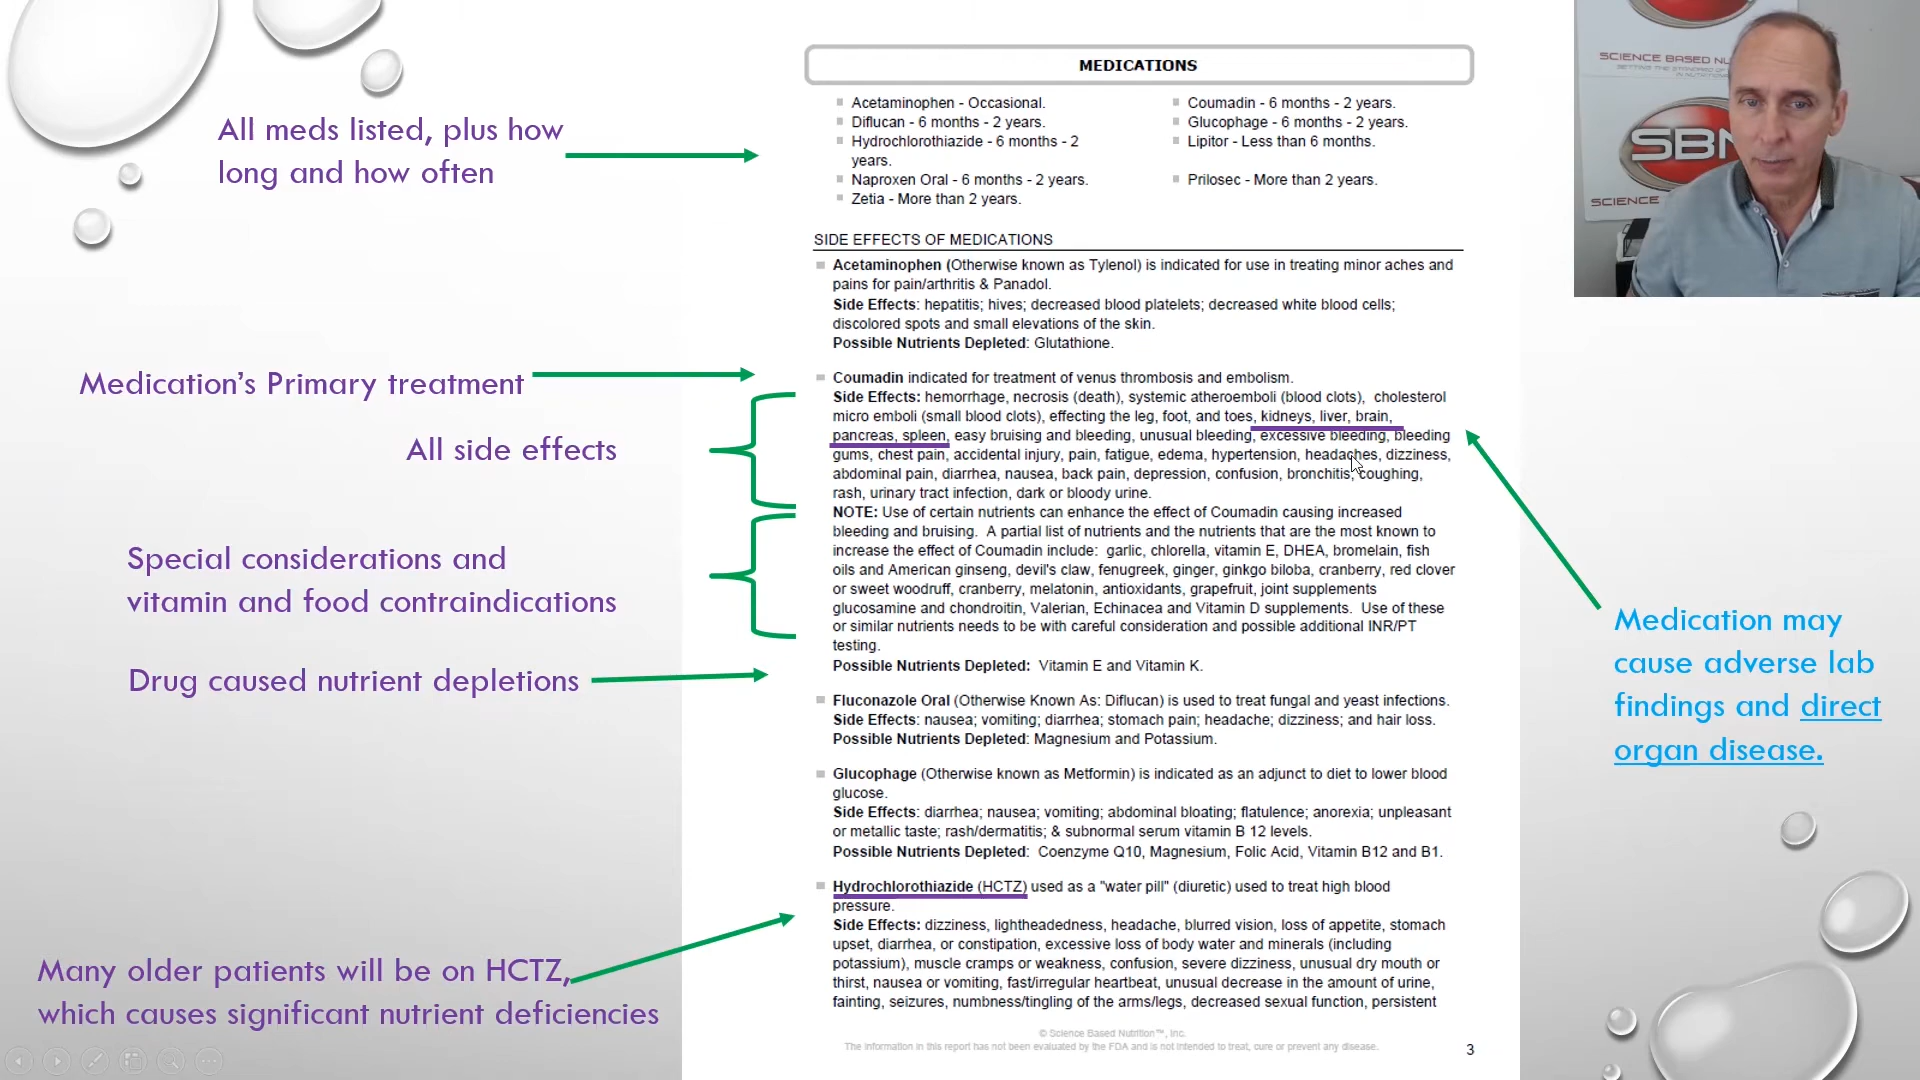 MEDICATIONS
Acetaminophen - Occasional.
Diflucan - 6 months - 2 years.
Hydrochlorothiazide - 6 months - 2
years.
Naproxen Oral - 6 months - 2 years.
Zetia - More than 2 years.
Coumadin - 6 months - 2 years.
Glucophage - 6 months - 2 years.
Lipitor - Less than 6 months.
Prilosec - More than 2 years.
SIDE EFFECTS OF MEDICATIONS
Acetaminophen (Otherwise known as Tylenol) is indicated for use in treating minor aches and
pains for pain/arthritis & Panadol.
Side Effects: hepatitis; hives; decreased blood platelets; decreased white blood cells;
discolored spots and small elevations of the skin.
Possible Nutrients Depleted: Glutathione.
Coumadin indicated for treatment of venus thrombosis and embolism.
Side Effects: hemorrhage, necrosis (death), systemic atheroemboli (blood clots), cholesterol
micro emboli (small blood clots), effecting the leg, foot, and toes, kidneys, liver, brain,
pancreas, spleen, easy bruising and bleeding, unusual bleeding, excessive bleeding, bleeding
gums, chest pain, accidental injury, pain, fatigue, edema, hypertension, headaches, dizziness,
abdominal pain, diarrhea, nausea, back pain, depression, confusion, bronchitis, coughing,
rash, urinary tract infection, dark or bloody urine.
NOTE: Use of certain nutrients can enhance the effect of Coumadin causing increased
bleeding and bruising. A partial list of nutrients and the nutrients that are the most known to
increase the effect of Coumadin include: garlic, chlorella, vitamin E, DHEA, bromelain, fish
oils and American ginseng, devil's claw, fenugreek, ginger, ginkgo biloba, cranberry, red clover
or sweet woodruff, cranberry, melatonin, antioxidants, grapefruit, joint supplements
glucosamine and chondroitin, Valerian, Echinacea and Vitamin D supplements. Use of these
or similar nutrients needs to be with careful consideration and possible additional INR/PT
testing.
Possible Nutrients Depleted: Vitamin E and Vitamin K.
Fluconazole Oral (Otherwise Known As: Diflucan) is used to treat fungal and yeast infections.
Side Effects: nausea; vomiting; diarrhea; stomach pain; headache; dizziness; and hair loss.
Possible Nutrients Depleted: Magnesium and Potassium.
Glucophage (Otherwise known as Metformin) is indicated as an adjunct to diet to lower blood
glucose.
Side Effects: diarrhea; nausea; vomiting; abdominal bloating; flatulence; anorexia; unpleasant
or metallic taste; rash/dermatitis; & subnormal serum vitamin B 12 levels.
Possible Nutrients Depleted: Coenzyme Q10, Magnesium, Folic Acid, Vitamin B12 and B1.
Hydrochlorothiazide (HCTZ) used as a "water pill" (diuretic) used to treat high blood
pressure.
Side Effects: dizziness, lightheadedness, headache, blurred vision, loss of appetite, stomach
upset, diarrhea, or constipation, excessive loss of body water and minerals (including
potassium), muscle cramps or weakness, confusion, severe dizziness, unusual dry mouth or
thirst, nausea or vomiting, fast/irregular heartbeat, unusual decrease in the amount of urine,
fainting, seizures, numbness/tingling of the arms/legs, decreased sexual function, persistent
© Science Based Nutrition™, Inc.
The information in this report has not been evaluated by the FDA and is not intended to treat, cure or prevent any disease.
3
All meds listed, plus how
long and how often
Medication's Primary treatment
All side effects
Special considerations and
vitamin and food contraindications
Drug caused nutrient depletions
Many older patients will be on HCTZ,
which causes significant nutrient deficiencies
Medication may
cause adverse lab
findings and direct
organ disease.
SCIENCE BASED NU
SBN
SCIENCE